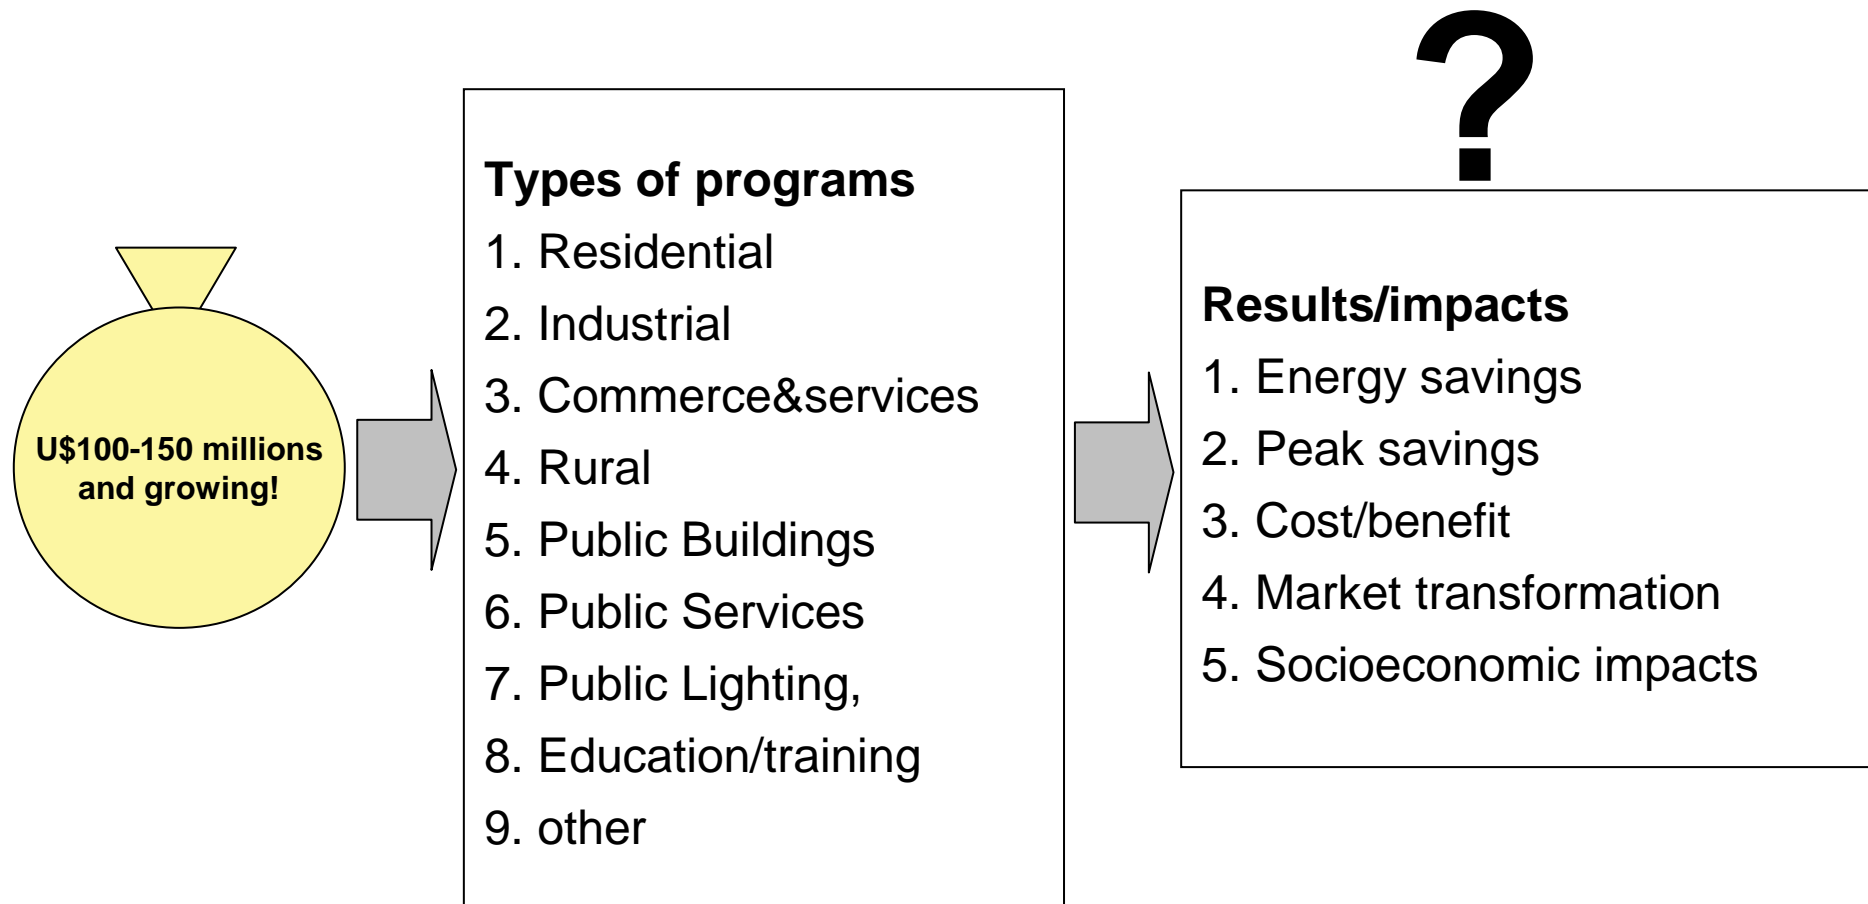 U$100-150 millions
and growing!
Types of programs
1. Residential
2. Industrial
3. Commerce&services
4. Rural
5. Public Buildings
6. Public Services
7. Public Lighting,
8. Education/training
9. other
?
Results/impacts
1. Energy savings
2. Peak savings
3. Cost/benefit
4. Market transformation
5. Socioeconomic impacts